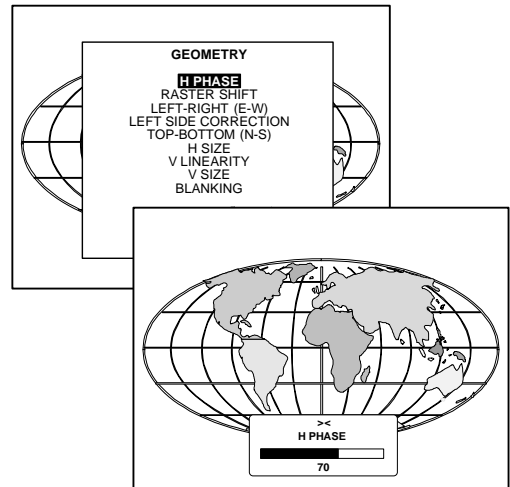 GEOMETRY
H PHASE
RASTER SHIFT
LEFT-RIGHT (E-W)
LEFT SIDE CORRECTION
TOP-BOTTOM (N-S)
H SIZE
V LINEARITY
V SIZE
BLANKING
><
H PHASE
70